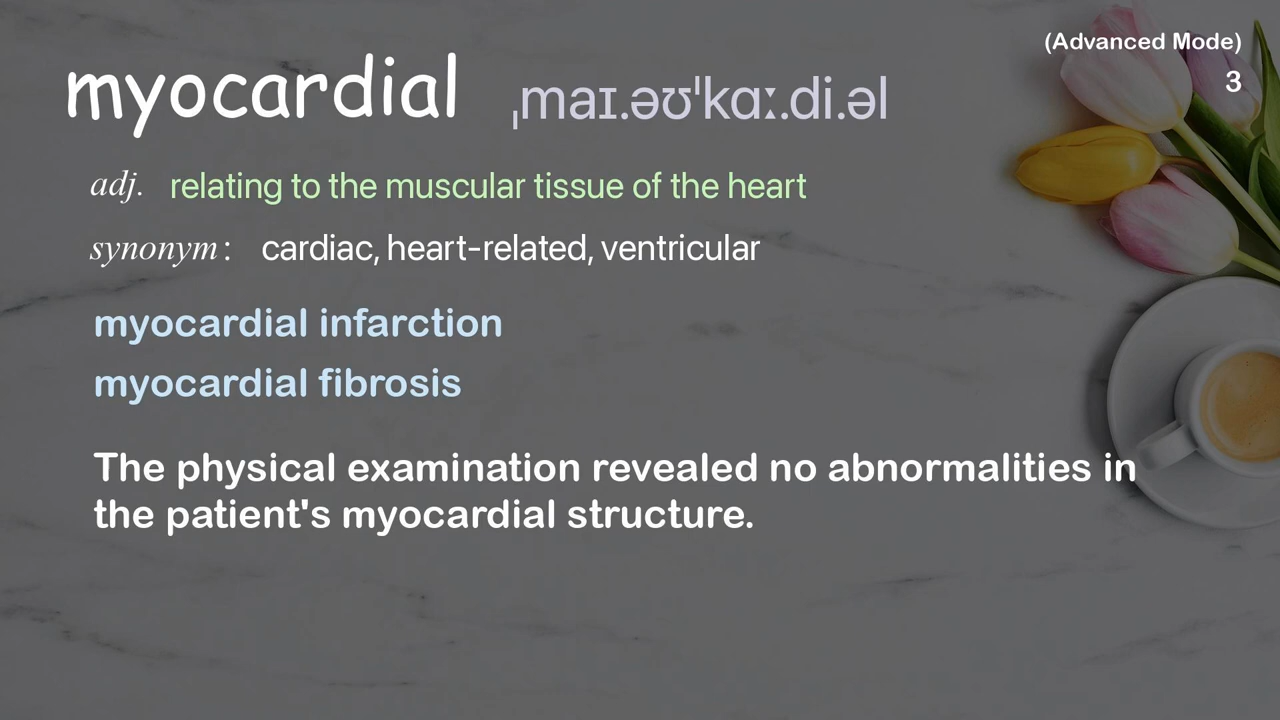 (Advanced Mode)
3
myocardial ˌmaɪ.əʊˈkɑː.di.əl
adj. relating to the muscular tissue of the heart
synonym: cardiac, heart-related, ventricular
myocardial infarction
myocardial fibrosis
The physical examination revealed no abnormalities in
the patient's myocardial structure.